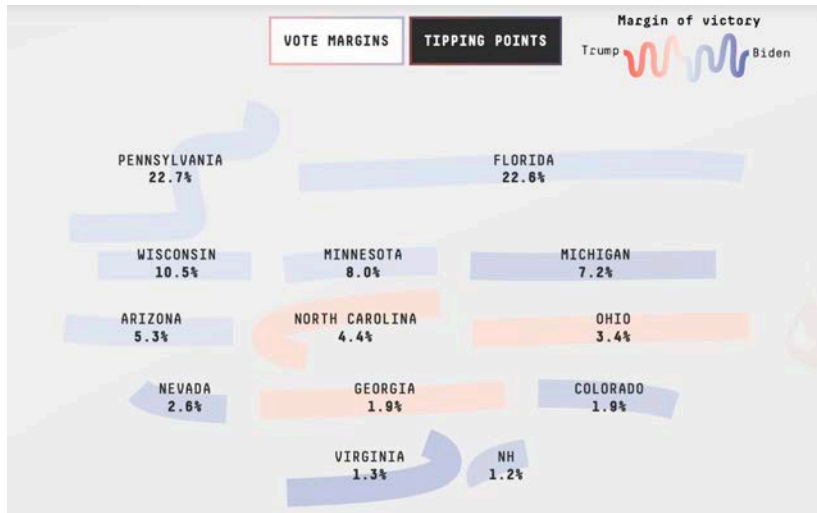 Margin of victory
VOTE MARGINS
TIPPING POINTS
Trump
Biden
PENNSYLVANIA
22.7%
FLORIDA
22.6%
WISCONSIN
10.5%
MINNESOTA
8.0%
MICHIGAN
7.2%
ARIZONA
5.3%
NORTH CAROLINA
4.4%
OHIO
3.4%
NEVADA
2.6%
GEORGIA
1.9%
COLORADO
1.9%
VIRGINIA
1.3%
NH
1.2%